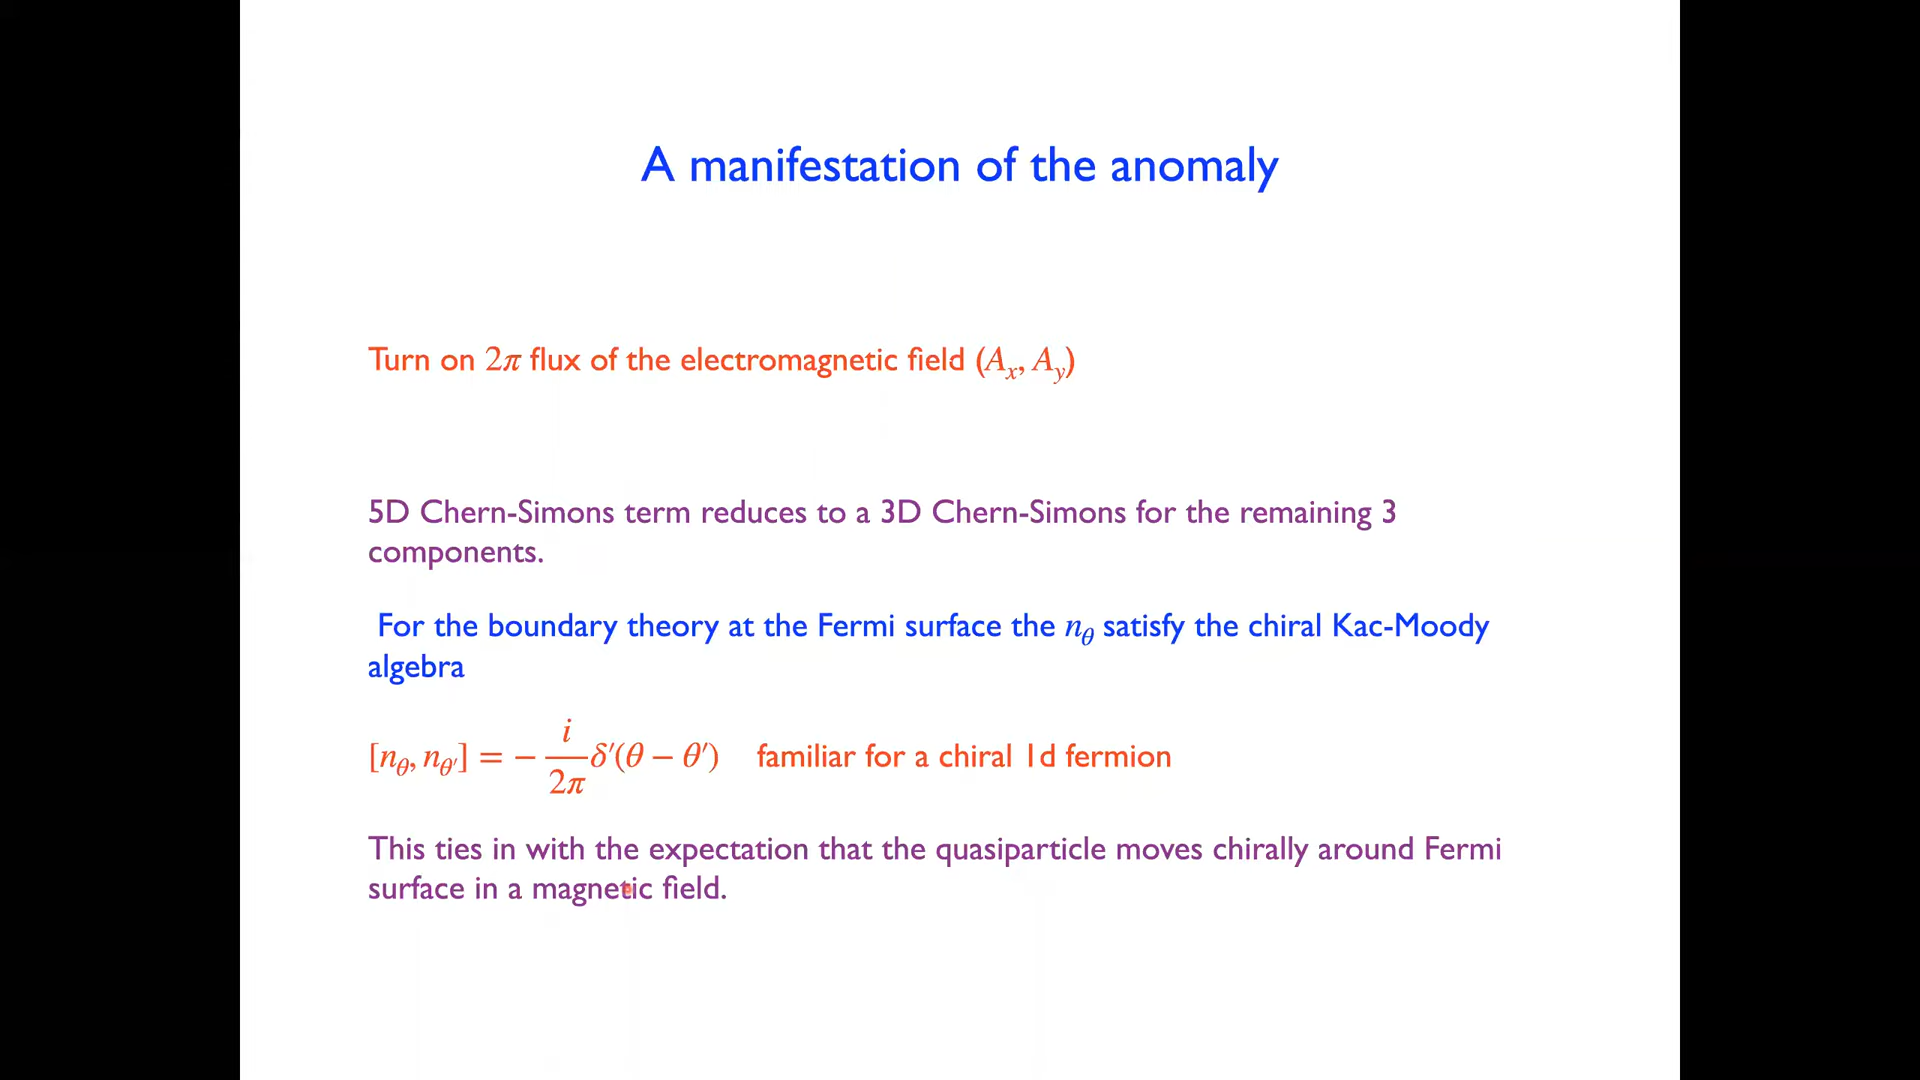 A manifestation of the anomaly
Turn on 2π flux of the electromagnetic field (Aₓ, A_y)
5D Chern-Simons term reduces to a 3D Chern-Simons for the remaining 3
components.
For the boundary theory at the Fermi surface the n_θ satisfy the chiral Kac-Moody
algebra
[n_θ, n_θ′] = − i/2π δ′(θ − θ′) familiar for a chiral 1d fermion
This ties in with the expectation that the quasiparticle moves chirally around Fermi
surface in a magnetic field.